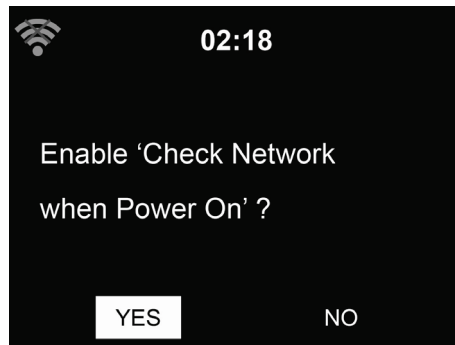 02:18
Enable ‘Check Network
when Power On’ ?
YES NO